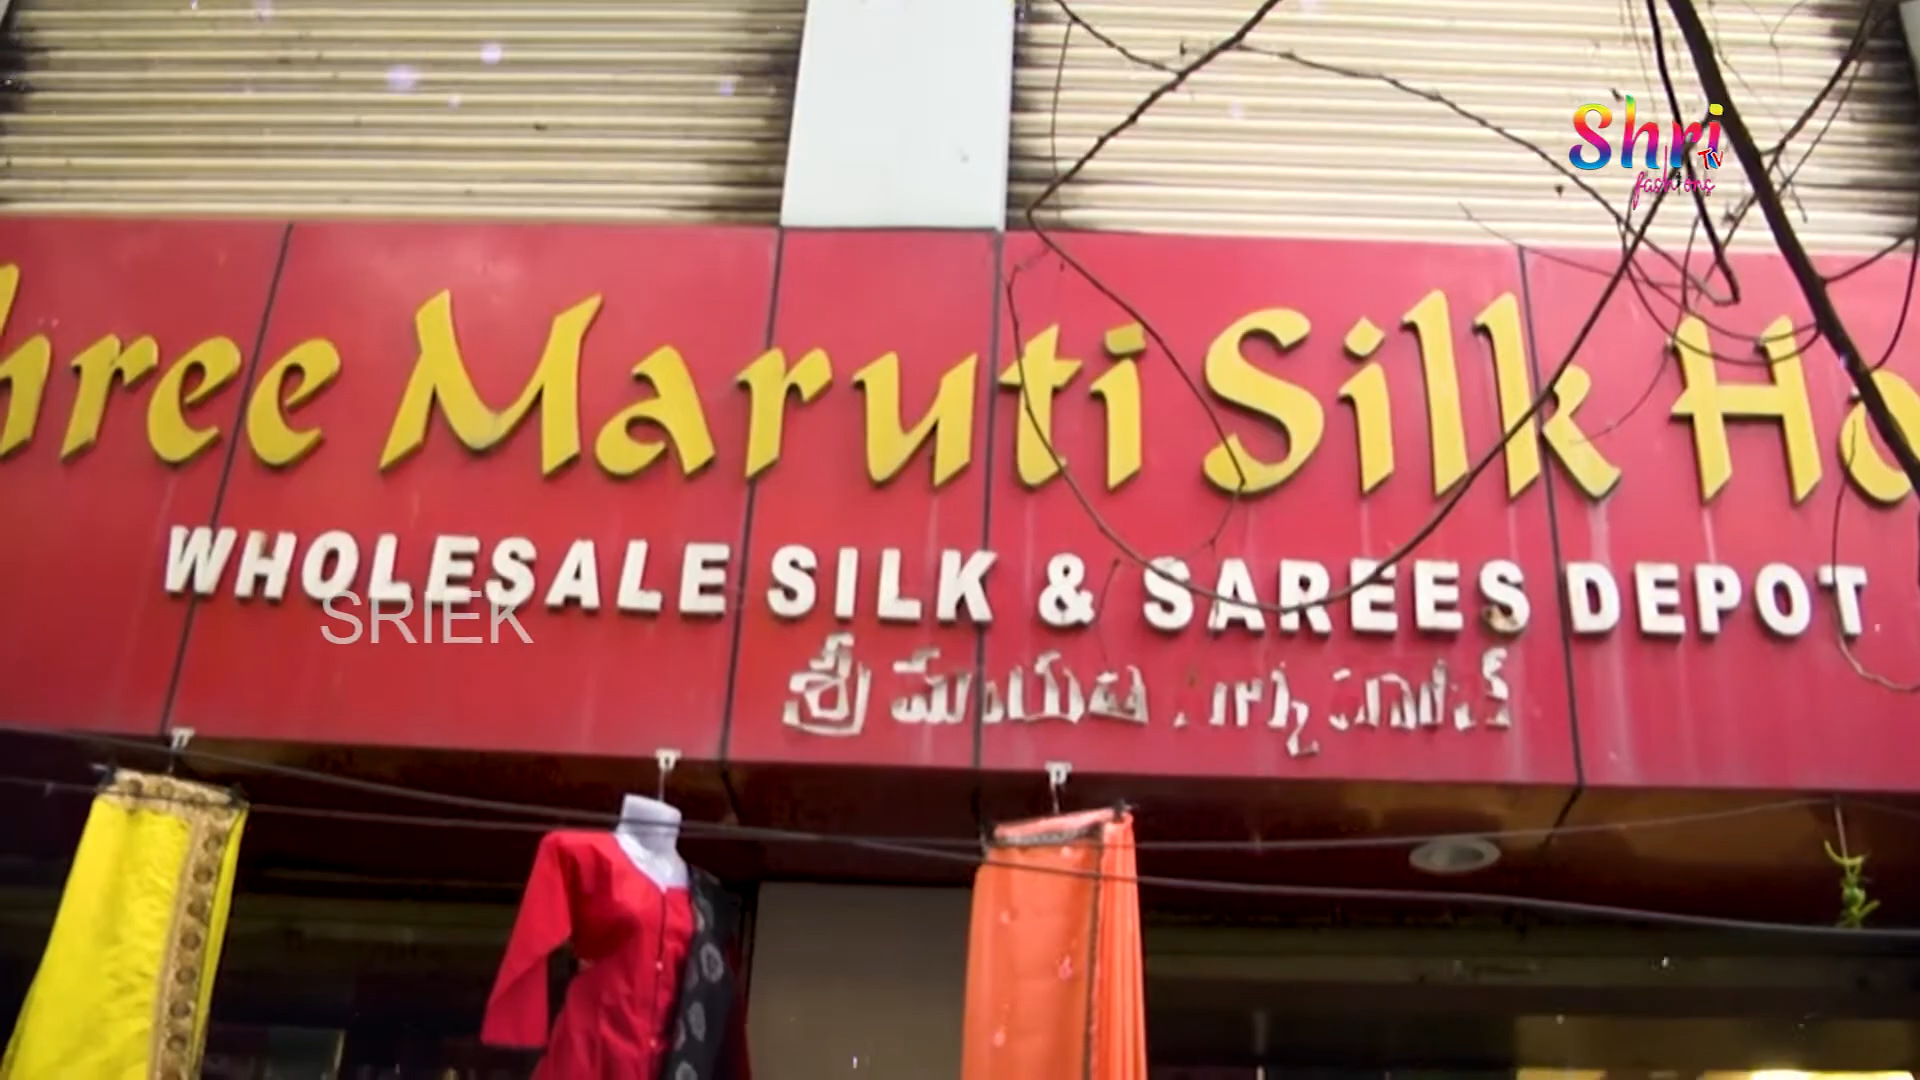 Shri
TV
fashions
hree Maruti Silk Ho
WHOLESALE SILK & SAREES DEPOT
SRIEK
శ్రీ